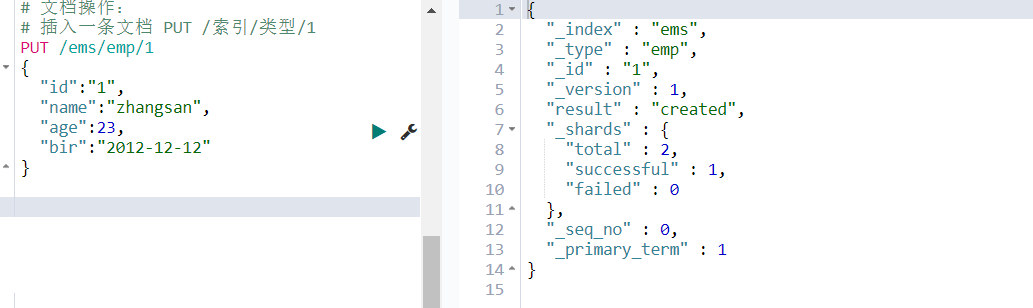 # 文档操作:
# 插入一条文档 PUT /索引/类型/1
PUT /ems/emp/1
{
"id":"1",
"name":"zhangsan",
"age":23,
"bir":"2012-12-12"
}
1 {
2 "_index" : "ems",
3 "_type" : "emp",
4 "_id" : "1",
5 "_version" : 1,
6 "result" : "created",
7 "_shards" : {
8 "total" : 2,
9 "successful" : 1,
10 "failed" : 0
11 },
12 "_seq_no" : 0,
13 "_primary_term" : 1
14 }
15